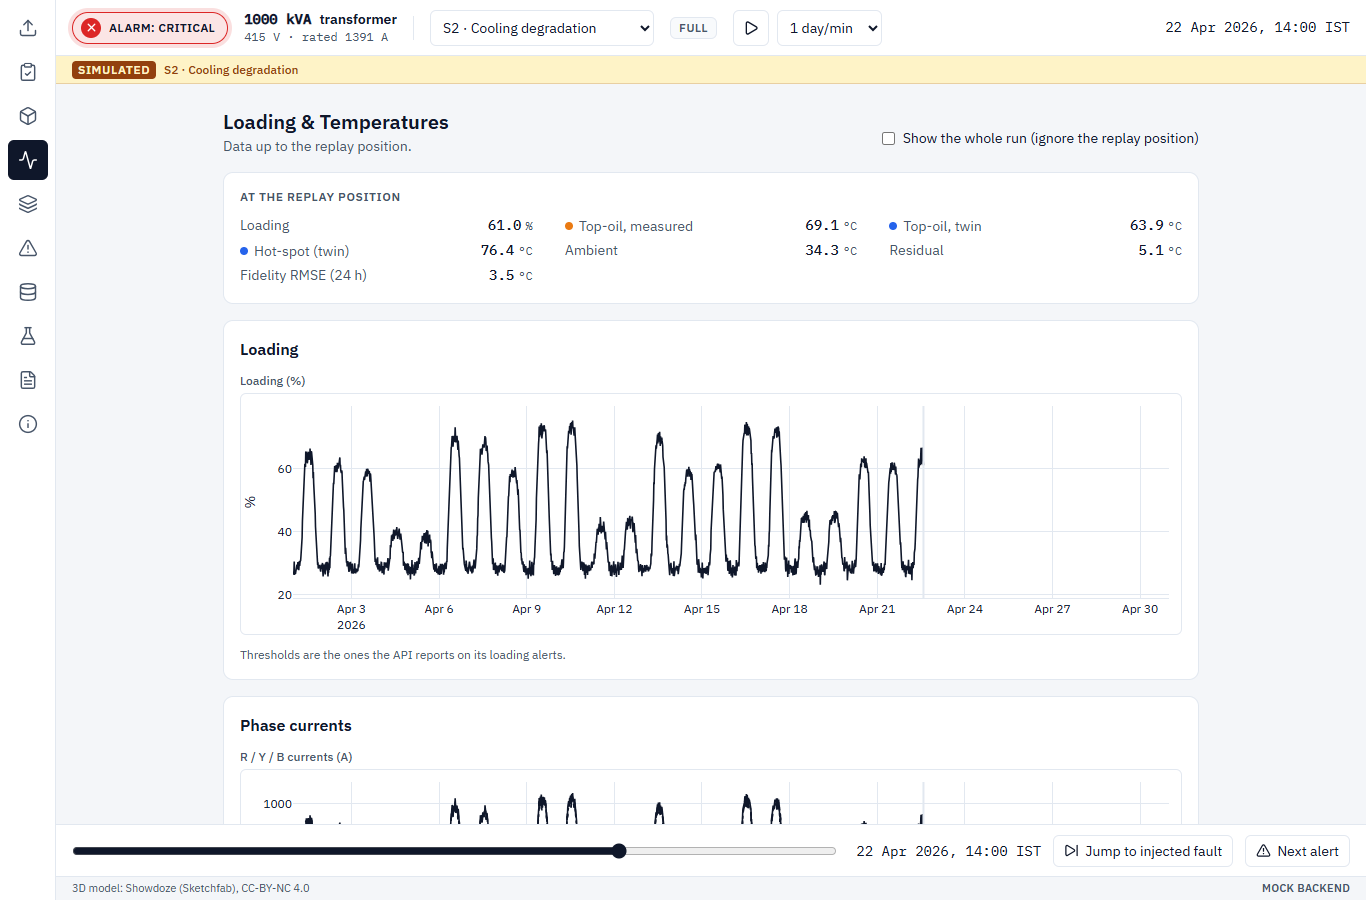 ALARM: CRITICAL
1000 kVA transformer
415 V · rated 1391 A
S2 · Cooling degradation
FULL
1 day/min
22 Apr 2026, 14:00 IST
SIMULATED S2 · Cooling degradation
Loading & Temperatures
Data up to the replay position.
Show the whole run (ignore the replay position)
AT THE REPLAY POSITION
Loading 61.0 %
Top-oil, measured 69.1 °C
Top-oil, twin 63.9 °C
Hot-spot (twin) 76.4 °C
Ambient 34.3 °C
Residual 5.1 °C
Fidelity RMSE (24 h) 3.5 °C
Loading
Loading (%)
60
%
40
20
Apr 3 Apr 6 Apr 9 Apr 12 Apr 15 Apr 18 Apr 21 Apr 24 Apr 27 Apr 30
2026
Thresholds are the ones the API reports on its loading alerts.
Phase currents
R / Y / B currents (A)
1000
22 Apr 2026, 14:00 IST
Jump to injected fault
Next alert
3D model: Showdoze (Sketchfab), CC-BY-NC 4.0
MOCK BACKEND